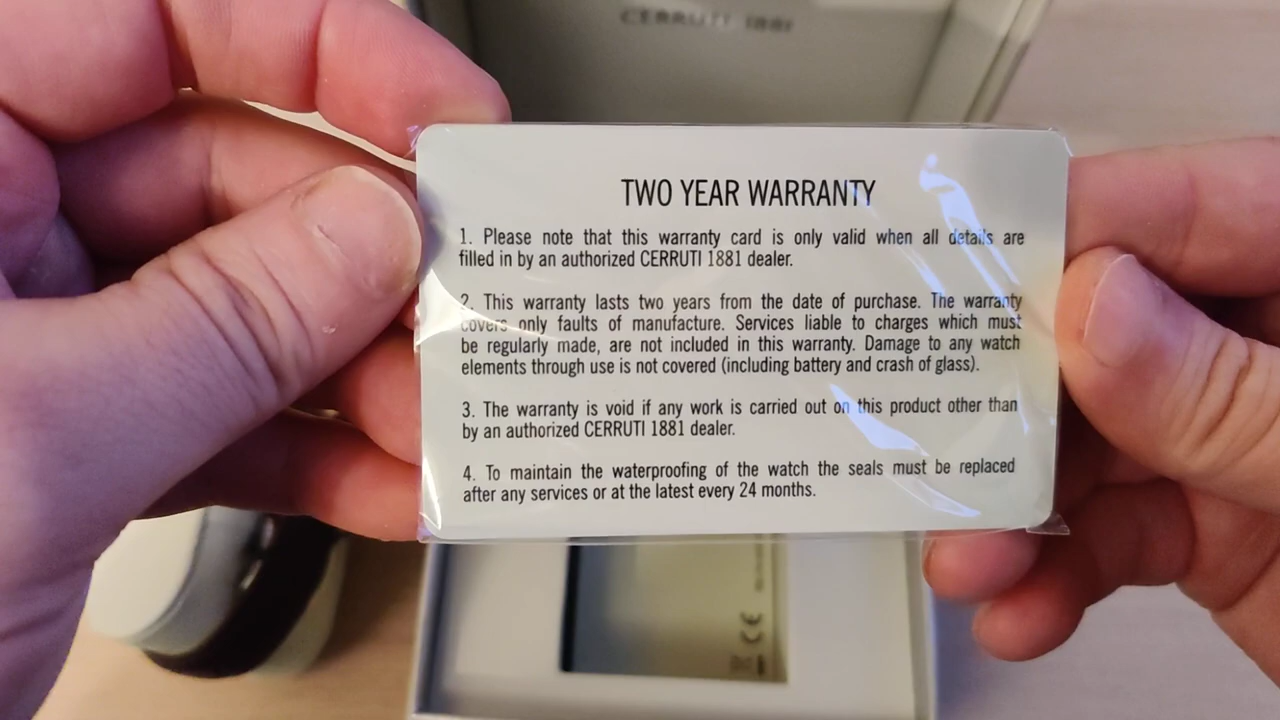 CERRUTI 1881
TWO YEAR WARRANTY
1. Please note that this warranty card is only valid when all details are
filled in by an authorized CERRUTI 1881 dealer.
2. This warranty lasts two years from the date of purchase. The warranty
covers only faults of manufacture. Services liable to charges which must
be regularly made, are not included in this warranty. Damage to any watch
elements through use is not covered (including battery and crash of glass).
3. The warranty is void if any work is carried out on this product other than
by an authorized CERRUTI 1881 dealer.
4. To maintain the waterproofing of the watch the seals must be replaced
after any services or at the latest every 24 months.
CE